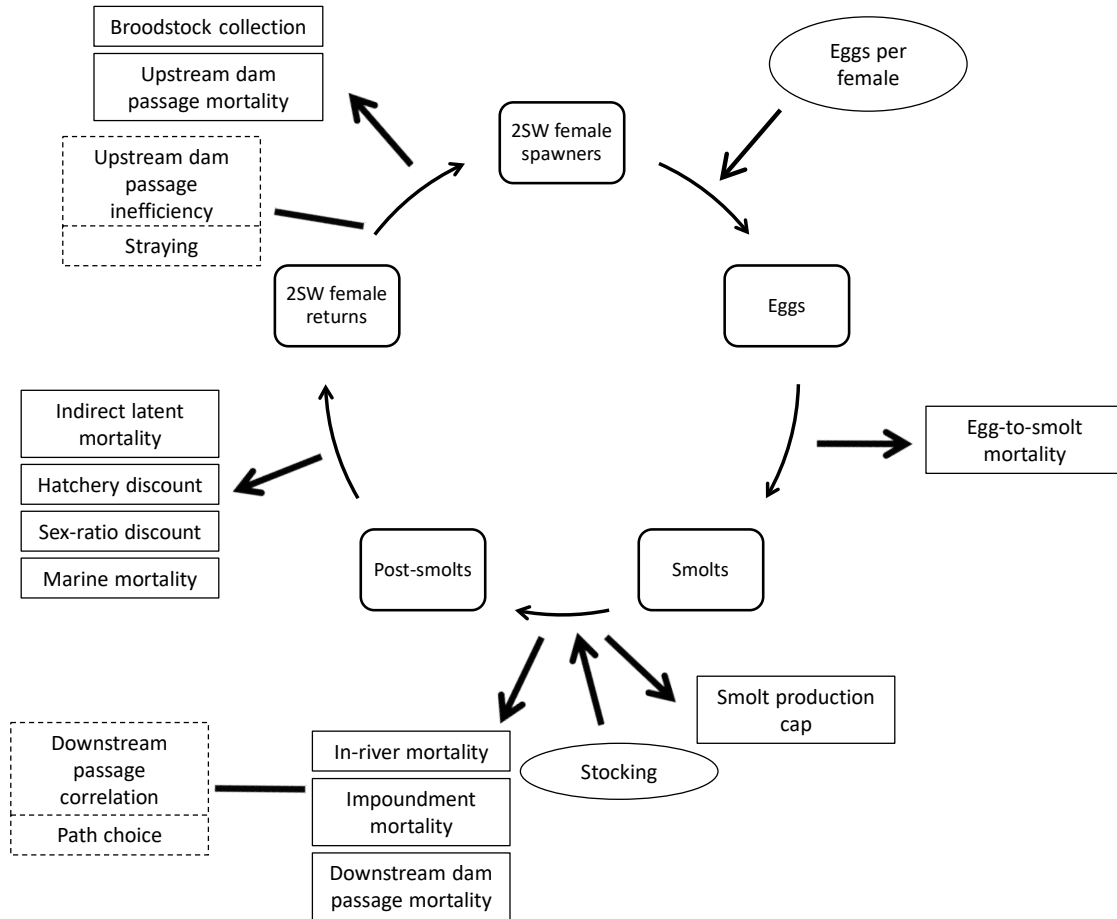 Broodstock collection
Upstream dam
passage mortality
Upstream dam
passage
inefficiency
Straying
2SW female
spawners
Eggs per
female
2SW female
returns
Eggs
Indirect latent
mortality
Hatchery discount
Sex-ratio discount
Marine mortality
Egg-to-smolt
mortality
Post-smolts
Smolts
Smolt production
cap
Downstream
passage
correlation
Path choice
In-river mortality
Impoundment
mortality
Downstream dam
passage mortality
Stocking